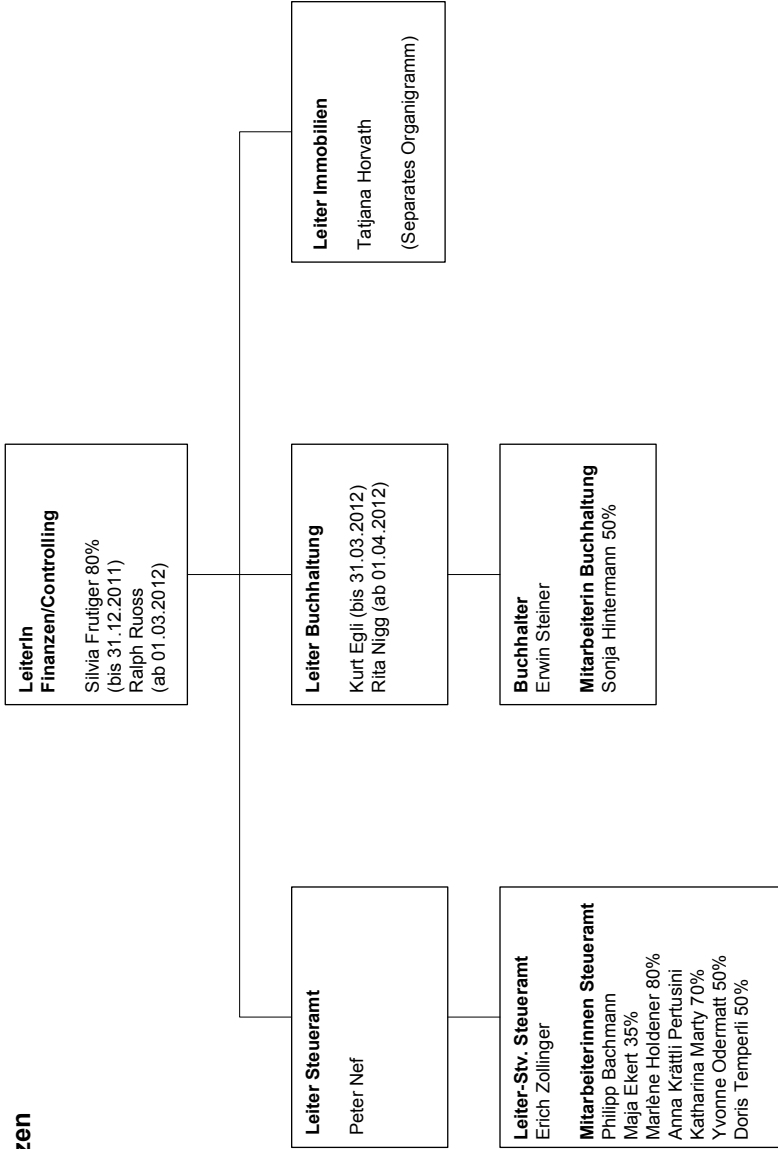 zen
LeiterIn
Finanzen/Controlling
Silvia Frutiger 80%
(bis 31.12.2011)
Ralph Ruoss
(ab 01.03.2012)
Leiter Steueramt
Peter Nef
Leiter Buchhaltung
Kurt Egli (bis 31.03.2012)
Rita Nigg (ab 01.04.2012)
Leiter Immobilien
Tatjana Horvath
(Separates Organigramm)
Leiter-Stv. Steueramt
Erich Zollinger
Mitarbeiterinnen Steueramt
Philipp Bachmann
Maja Ekert 35%
Marlène Holdener 80%
Anna Krättli Pertusini
Katharina Marty 70%
Yvonne Odermatt 50%
Doris Temperli 50%
Buchhalter
Erwin Steiner
Mitarbeiterin Buchhaltung
Sonja Hintermann 50%